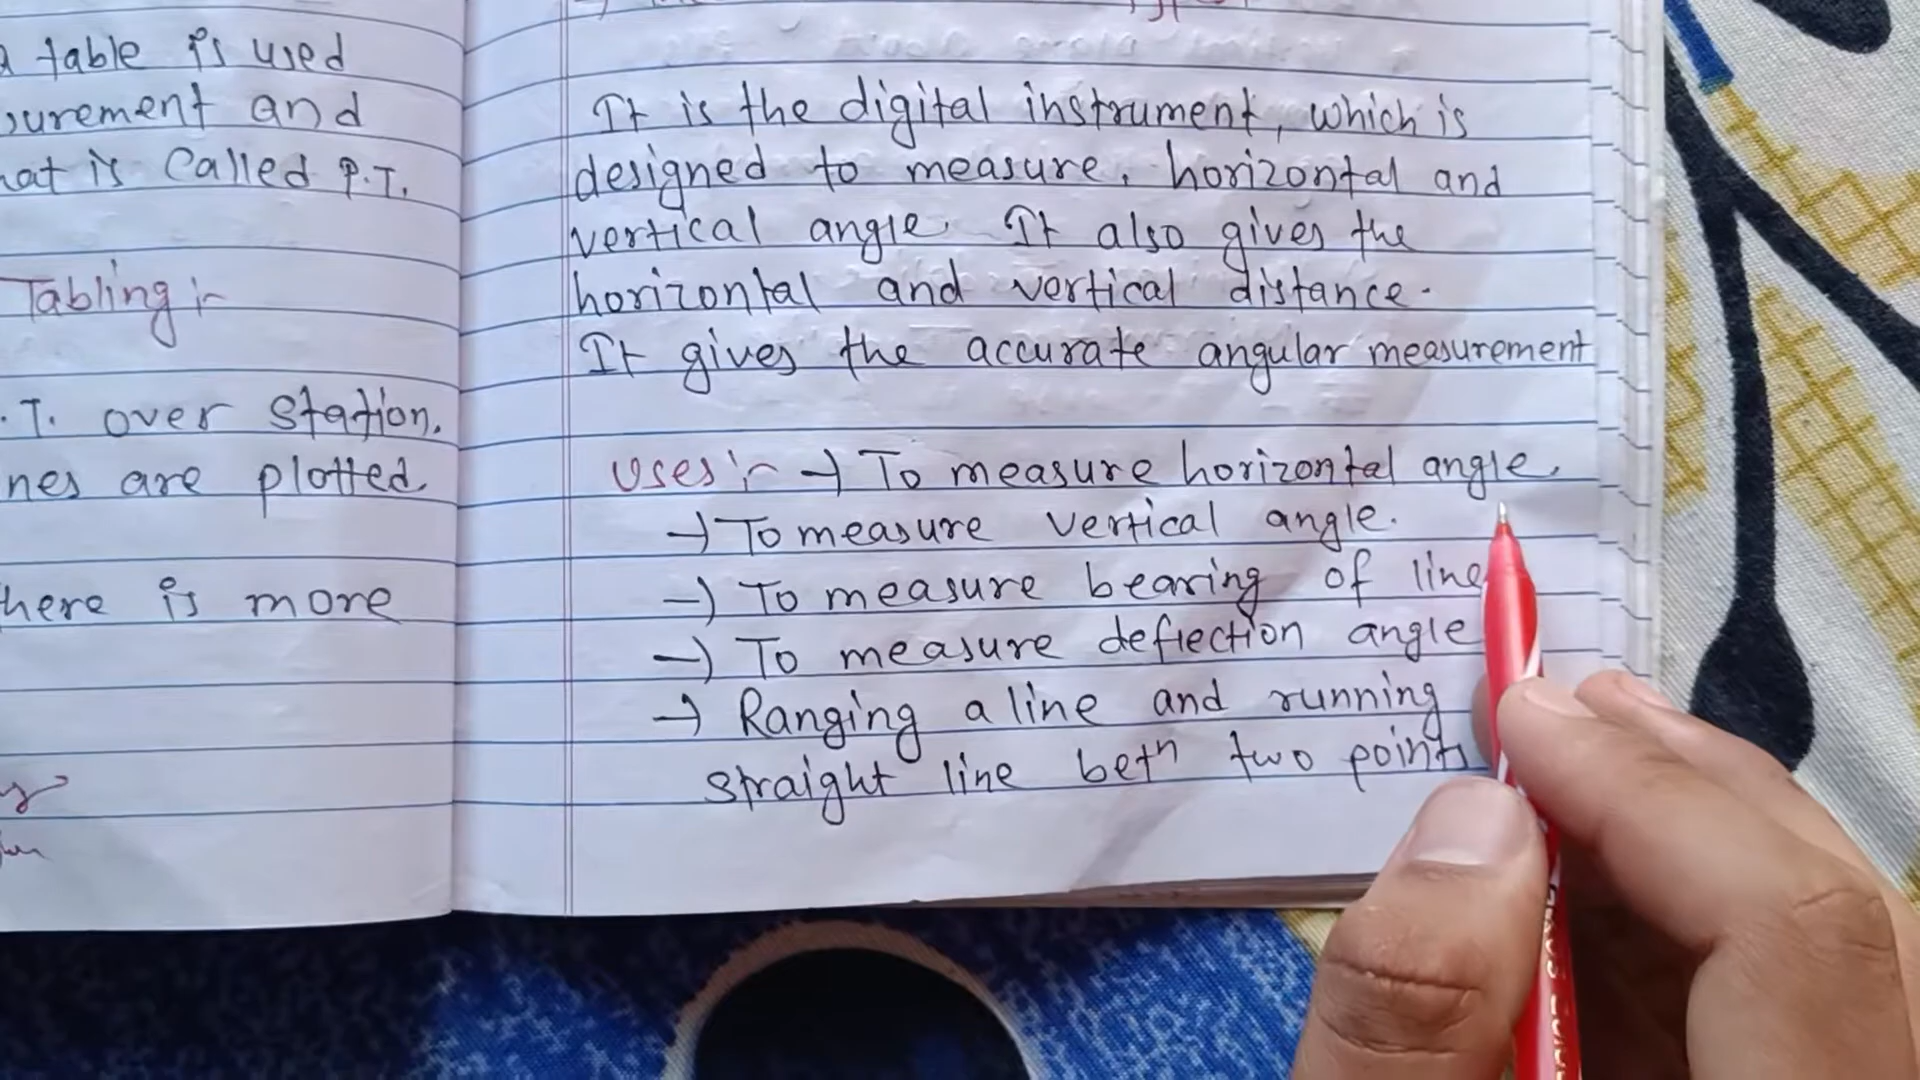 a table is used
surement and
hat is Called P.T.
Tabling :-
.T. over station.
nes are plotted.
here is more
It is the digital instrument, which is
designed to measure, horizontal and
vertical angle. It also gives the
horizontal and vertical distance.
It gives the accurate angular measurement
Uses :- → To measure horizontal angle.
→ To measure vertical angle.
→ To measure bearing of line
→ To measure deflection angle
→ Ranging a line and running
straight line betn two points